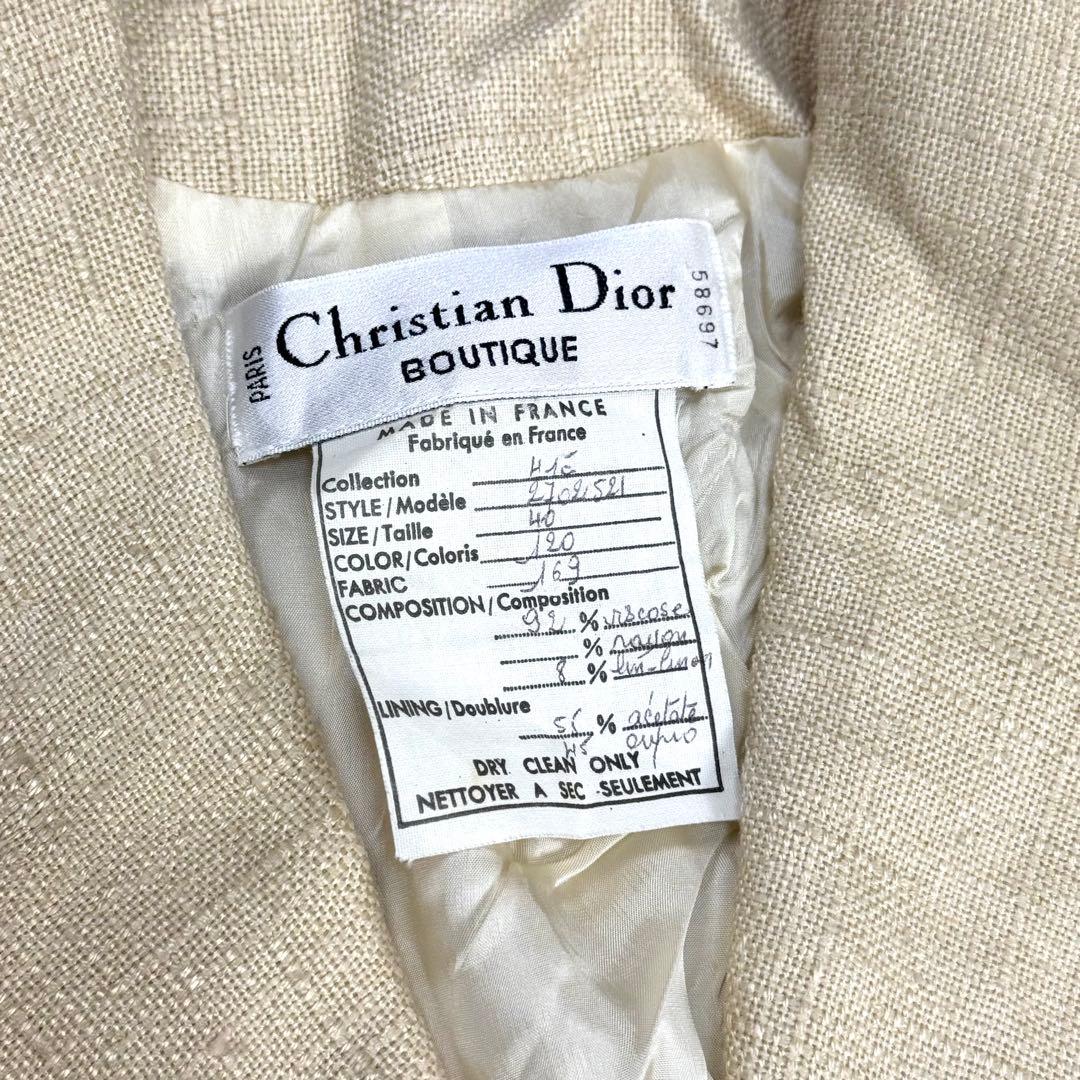 Christian Dior
BOUTIQUE
PARIS
58697
MADE IN FRANCE
Fabriqué en France
Collection
STYLE/Modèle 2702521
SIZE/Taille 40
COLOR/Coloris 120
FABRIC 169
COMPOSITION/Composition
92 % viscose
% rayon
8 % lin-linen
LINING/Doublure
55 % acétate
45 cupro
DRY CLEAN ONLY
NETTOYER A SEC SEULEMENT